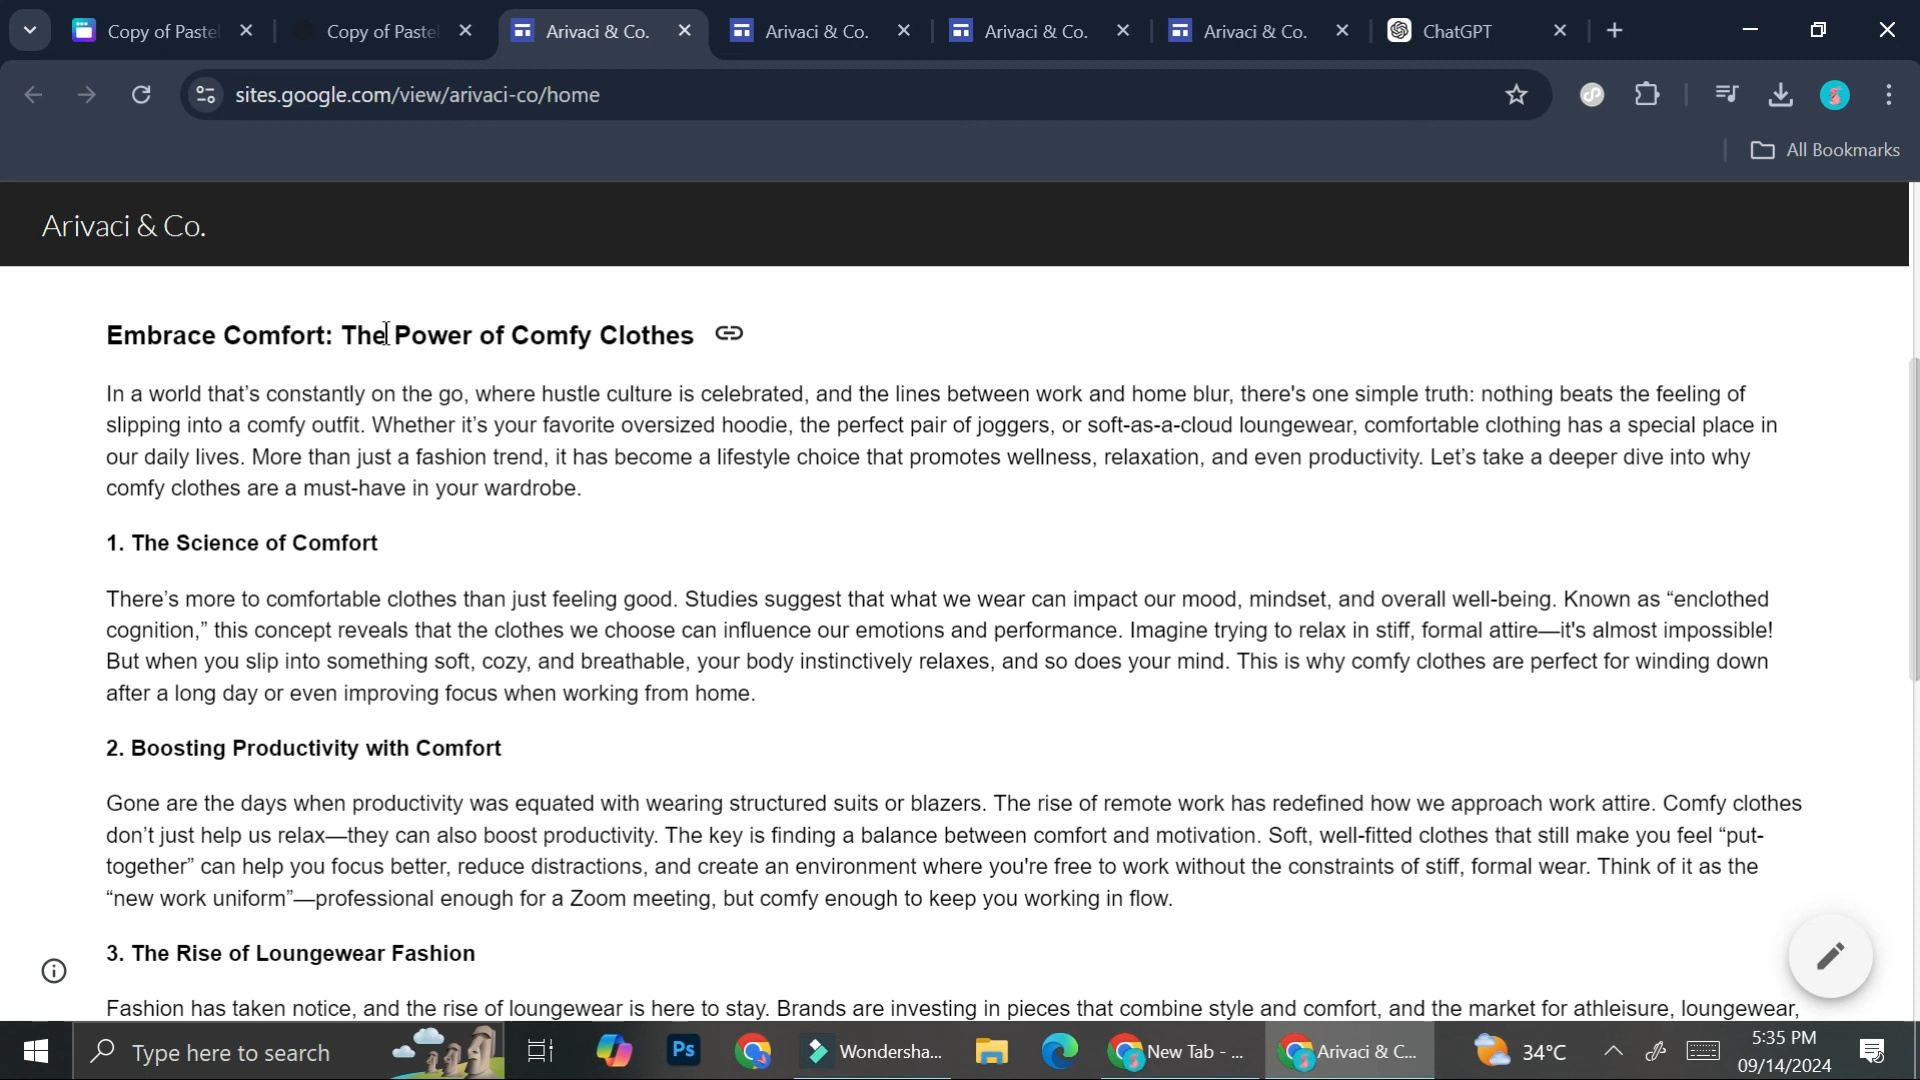 Copy of Paste
Copy of Paste
Arivaci & Co.
Arivaci & Co.
Arivaci & Co.
Arivaci & Co.
ChatGPT
sites.google.com/view/arivaci-co/home
All Bookmarks
Arivaci & Co.
Embrace Comfort: The Power of Comfy Clothes
In a world that’s constantly on the go, where hustle culture is celebrated, and the lines between work and home blur, there's one simple truth: nothing beats the feeling of
slipping into a comfy outfit. Whether it’s your favorite oversized hoodie, the perfect pair of joggers, or soft-as-a-cloud loungewear, comfortable clothing has a special place in
our daily lives. More than just a fashion trend, it has become a lifestyle choice that promotes wellness, relaxation, and even productivity. Let’s take a deeper dive into why
comfy clothes are a must-have in your wardrobe.
1. The Science of Comfort
There’s more to comfortable clothes than just feeling good. Studies suggest that what we wear can impact our mood, mindset, and overall well-being. Known as “enclothed
cognition,” this concept reveals that the clothes we choose can influence our emotions and performance. Imagine trying to relax in stiff, formal attire—it's almost impossible!
But when you slip into something soft, cozy, and breathable, your body instinctively relaxes, and so does your mind. This is why comfy clothes are perfect for winding down
after a long day or even improving focus when working from home.
2. Boosting Productivity with Comfort
Gone are the days when productivity was equated with wearing structured suits or blazers. The rise of remote work has redefined how we approach work attire. Comfy clothes
don’t just help us relax—they can also boost productivity. The key is finding a balance between comfort and motivation. Soft, well-fitted clothes that still make you feel “put-
together” can help you focus better, reduce distractions, and create an environment where you're free to work without the constraints of stiff, formal wear. Think of it as the
“new work uniform”—professional enough for a Zoom meeting, but comfy enough to keep you working in flow.
3. The Rise of Loungewear Fashion
Fashion has taken notice, and the rise of loungewear is here to stay. Brands are investing in pieces that combine style and comfort, and the market for athleisure, loungewear,
Type here to search
Ps
Wondersha...
New Tab - ...
Arivaci & C...
34°C
5:35 PM
09/14/2024